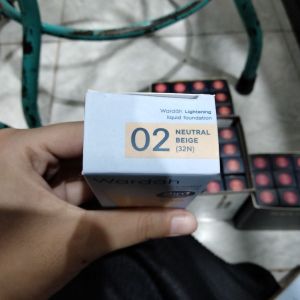 Wardah Lightening
liquid foundation
02 NEUTRAL
BEIGE
(32N)
Wardah